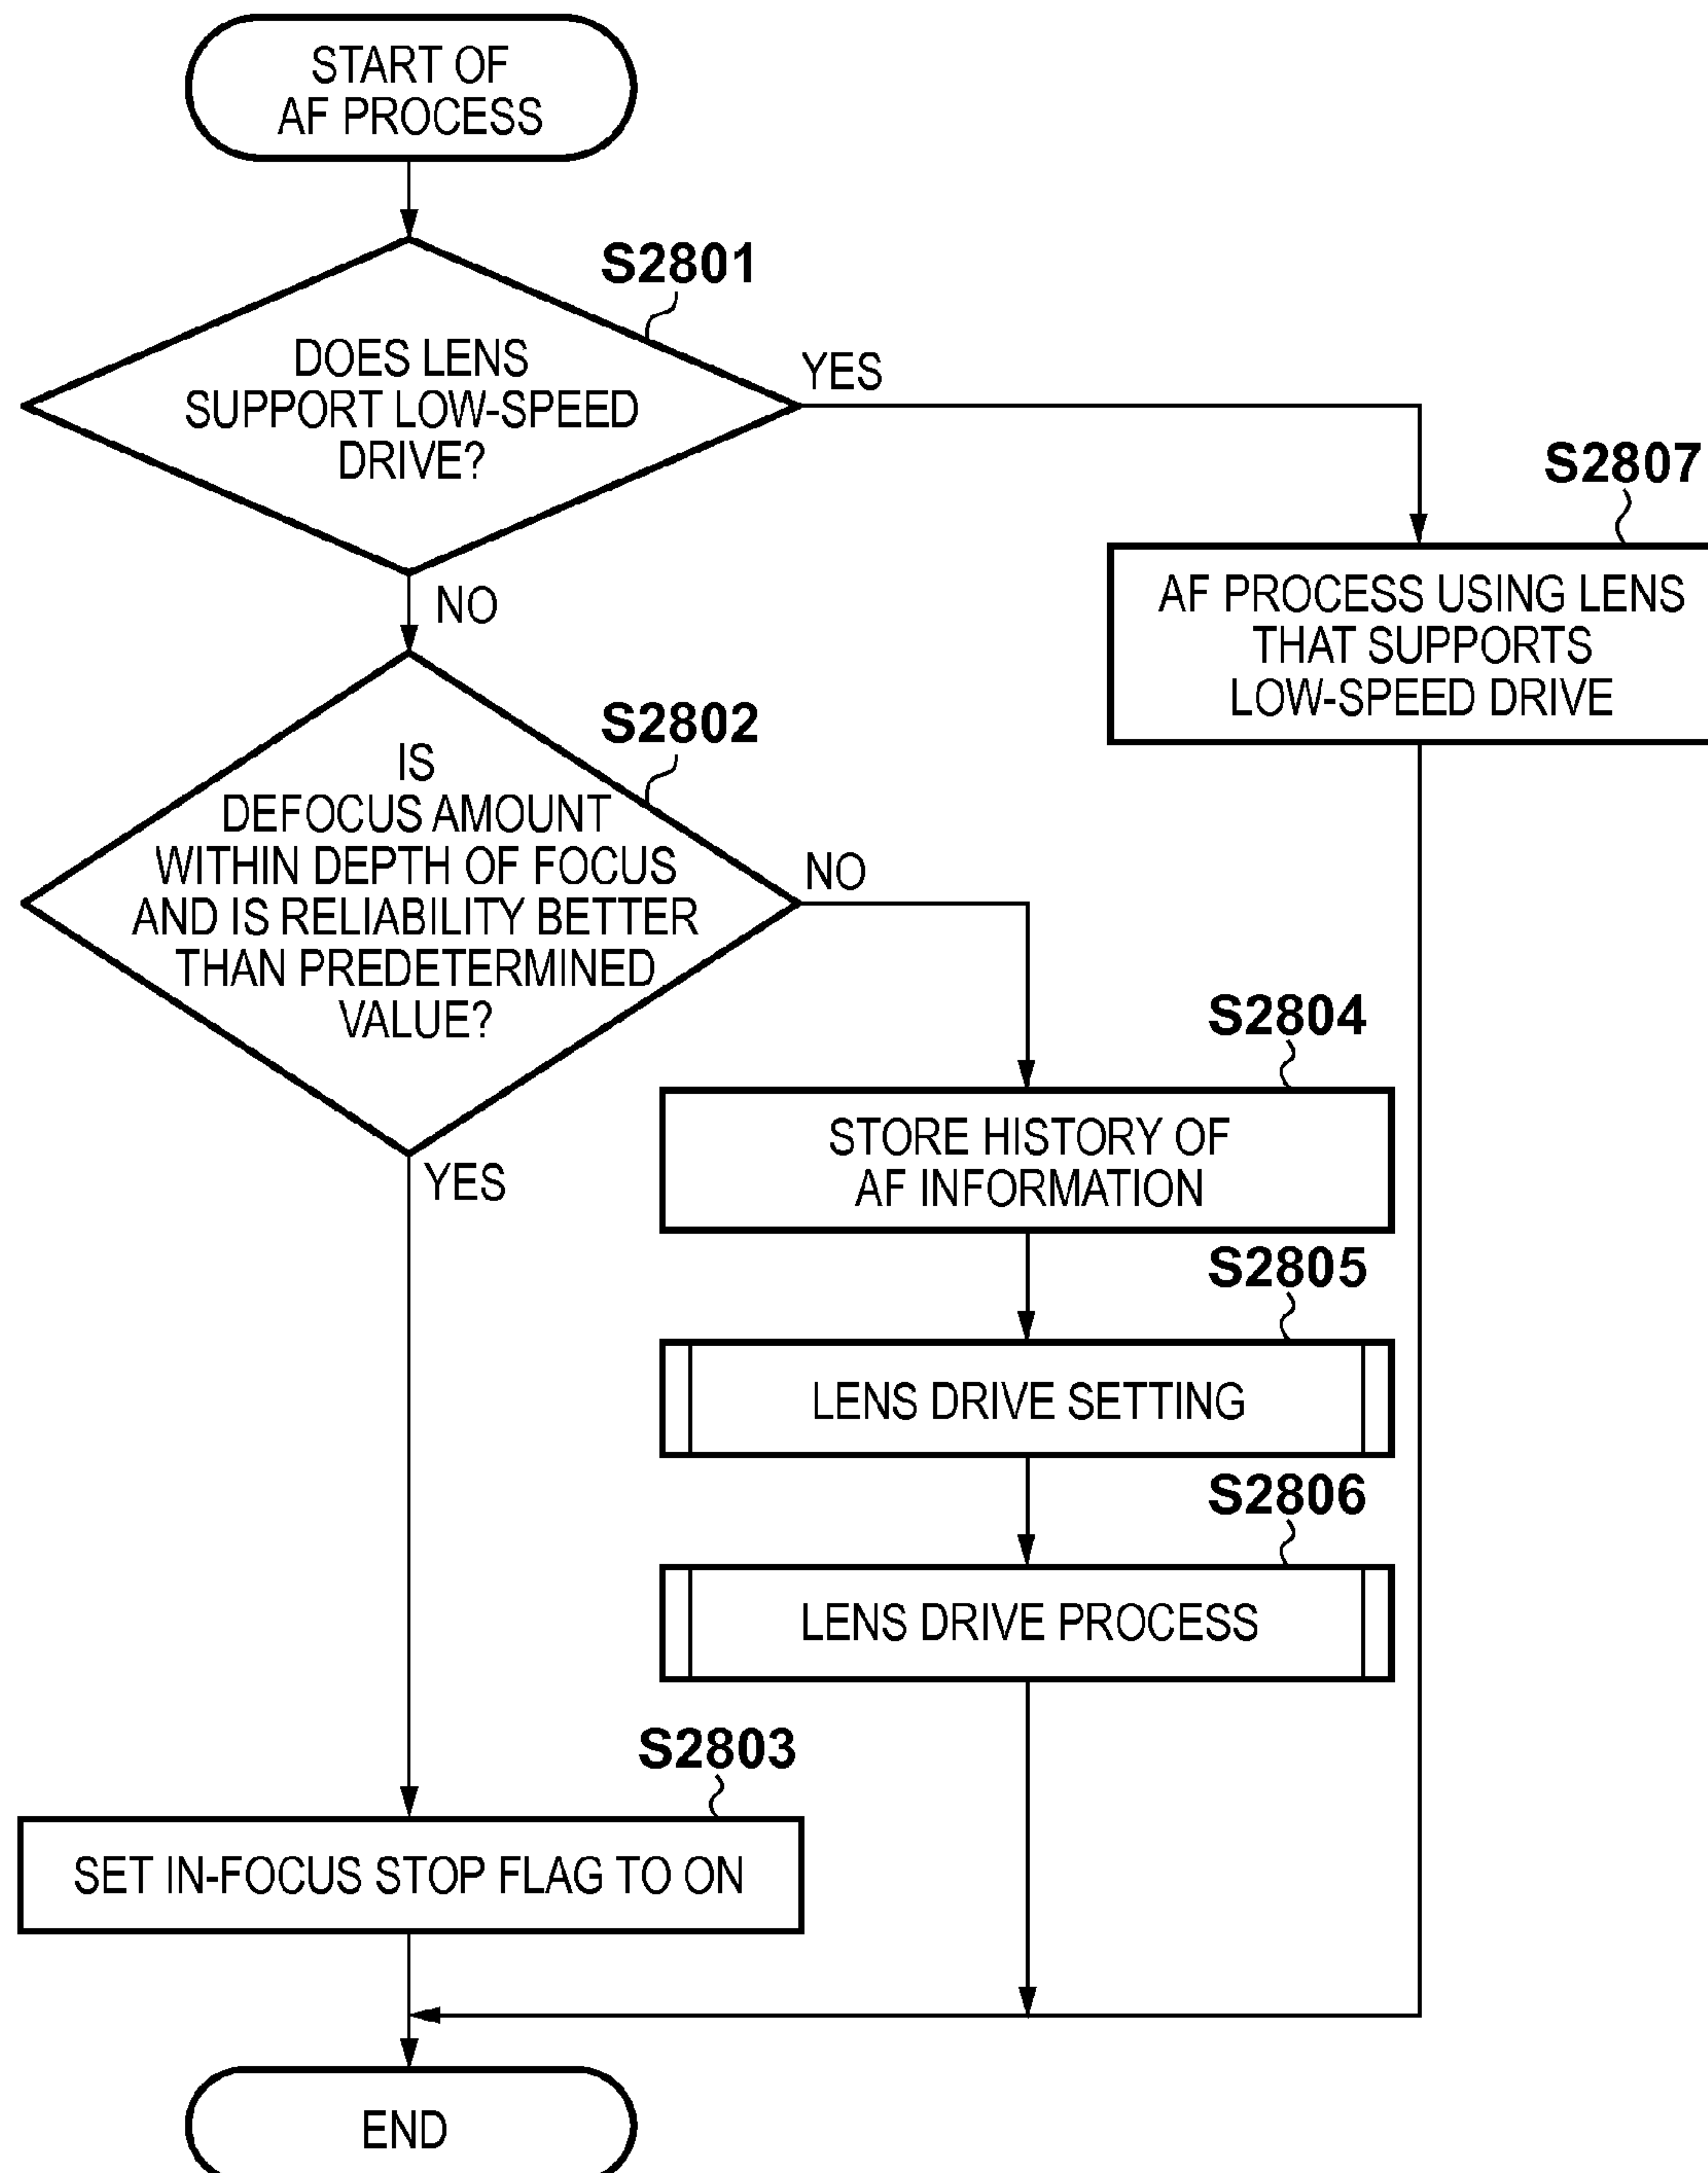 START OF
AF PROCESS
S2801
DOES LENS
SUPPORT LOW-SPEED
DRIVE?
YES
NO
S2807
AF PROCESS USING LENS
THAT SUPPORTS
LOW-SPEED DRIVE
S2802
IS
DEFOCUS AMOUNT
WITHIN DEPTH OF FOCUS
AND IS RELIABILITY BETTER
THAN PREDETERMINED
VALUE?
NO
YES
S2804
STORE HISTORY OF
AF INFORMATION
S2805
LENS DRIVE SETTING
S2806
LENS DRIVE PROCESS
S2803
SET IN-FOCUS STOP FLAG TO ON
END